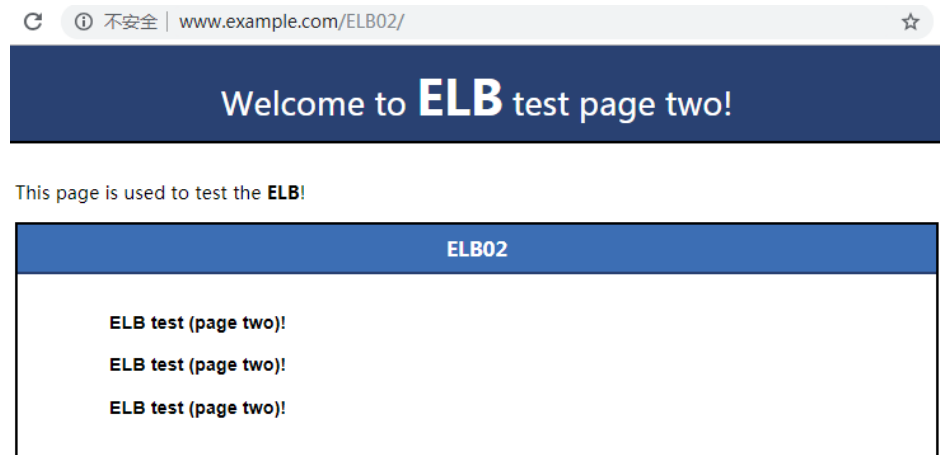 不安全 | www.example.com/ELB02/
Welcome to ELB test page two!
This page is used to test the ELB!
ELB02
ELB test (page two)!
ELB test (page two)!
ELB test (page two)!